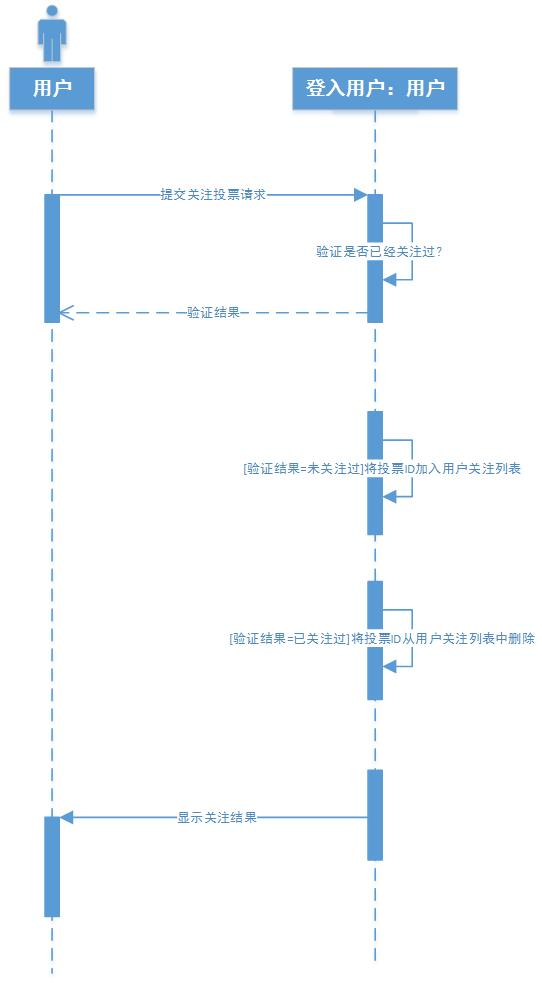 用户
登入用户：用户
提交关注投票请求
验证是否已经关注过？
验证结果
[验证结果=未关注过]将投票ID加入用户关注列表
[验证结果=已关注过]将投票ID从用户关注列表中删除
显示关注结果